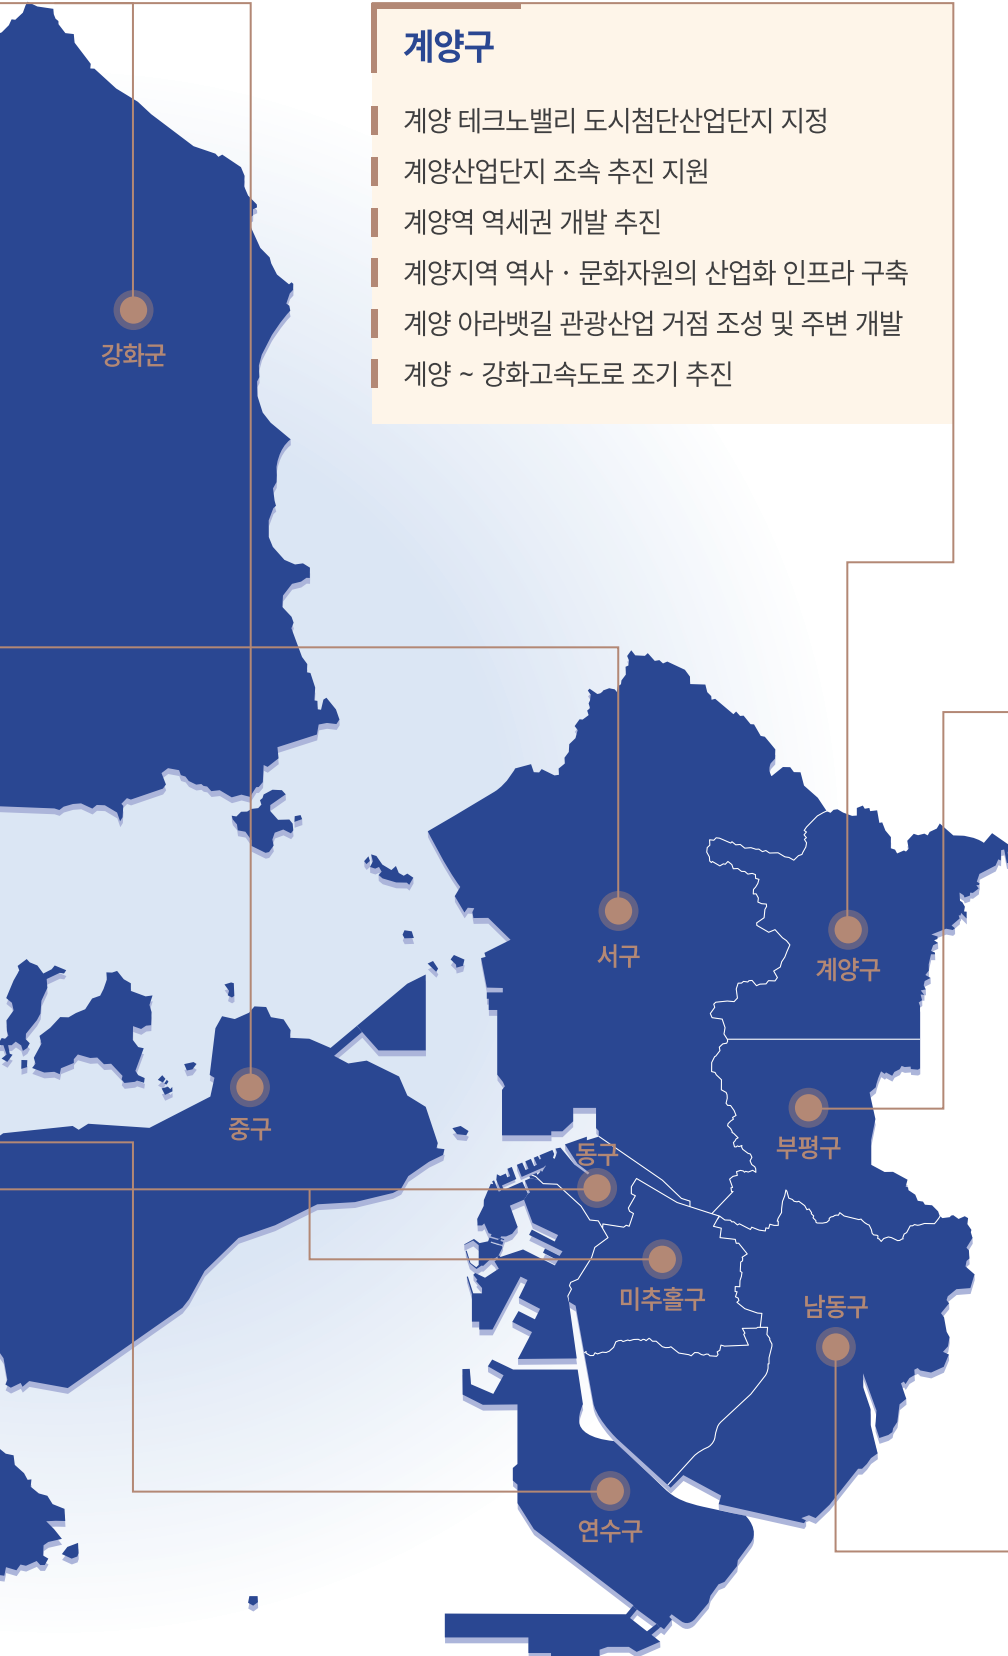 계양구
계양 테크노밸리 도시첨단산업단지 지정
계양산업단지 조속 추진 지원
계양역 역세권 개발 추진
계양지역 역사 · 문화자원의 산업화 인프라 구축
계양 아라뱃길 관광산업 거점 조성 및 주변 개발
계양 ~ 강화고속도로 조기 추진
강화군
서구
계양구
중구
동구
부평구
미추홀구
남동구
연수구